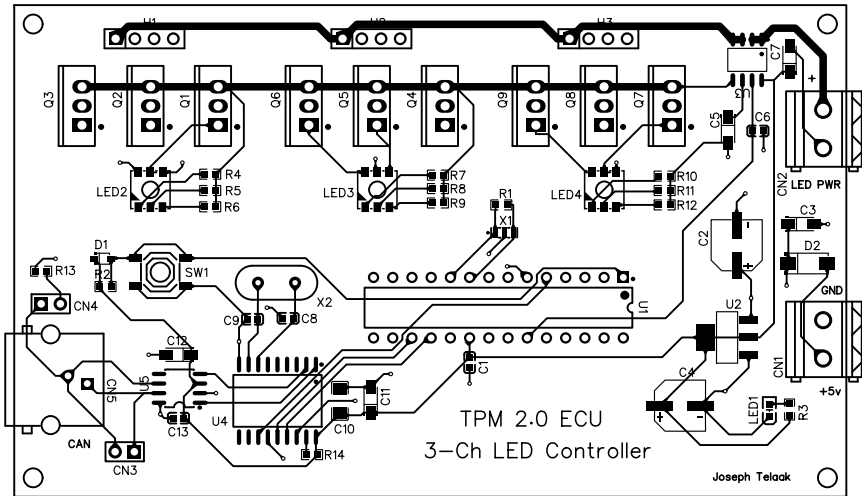 H1
H2
H3
C7
U3
Q3
Q2
Q1
Q6
Q5
Q4
Q9
Q8
Q7
C5
C6
+
CN2
LED PWR
LED2
R4
R5
R6
LED3
R7
R8
R9
LED4
R10
R11
R12
R1
X1
C2
-
+
C3
D2
GND
D1
R13
R2
SW1
CN4
X2
C9
C8
U1
U2
C12
C1
CN1
+5v
CN5
U5
C4
+
-
U4
C11
C10
C13
CAN
CN3
R14
LED1
R3
TPM 2.0 ECU
3-Ch LED Controller
Joseph Telaak